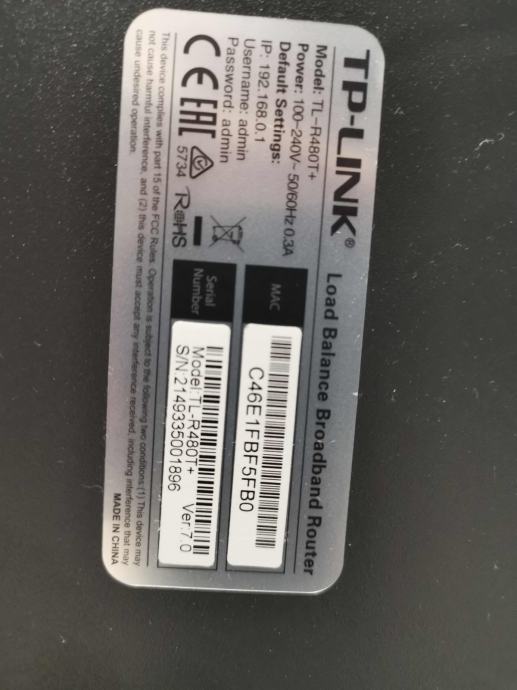 TP-LINK®
Load Balance Broadband Router
Model: TL-R480T+
Power: 100-240V~ 50/60Hz 0.3A
Default Settings:
IP: 192.168.0.1
Username: admin
Password: admin
CE EAC 5734 RoHS
MAC
C46E1FBF5FB0
Serial Number
Model:TL-R480T+ Ver:7.0
S/N:2149335001896
This device complies with part 15 of the FCC Rules. Operation is subject to the following two conditions:(1) This device may
not cause harmful interference, and (2) this device must accept any interference received, including interference that may
cause undesired operation.
MADE IN CHINA